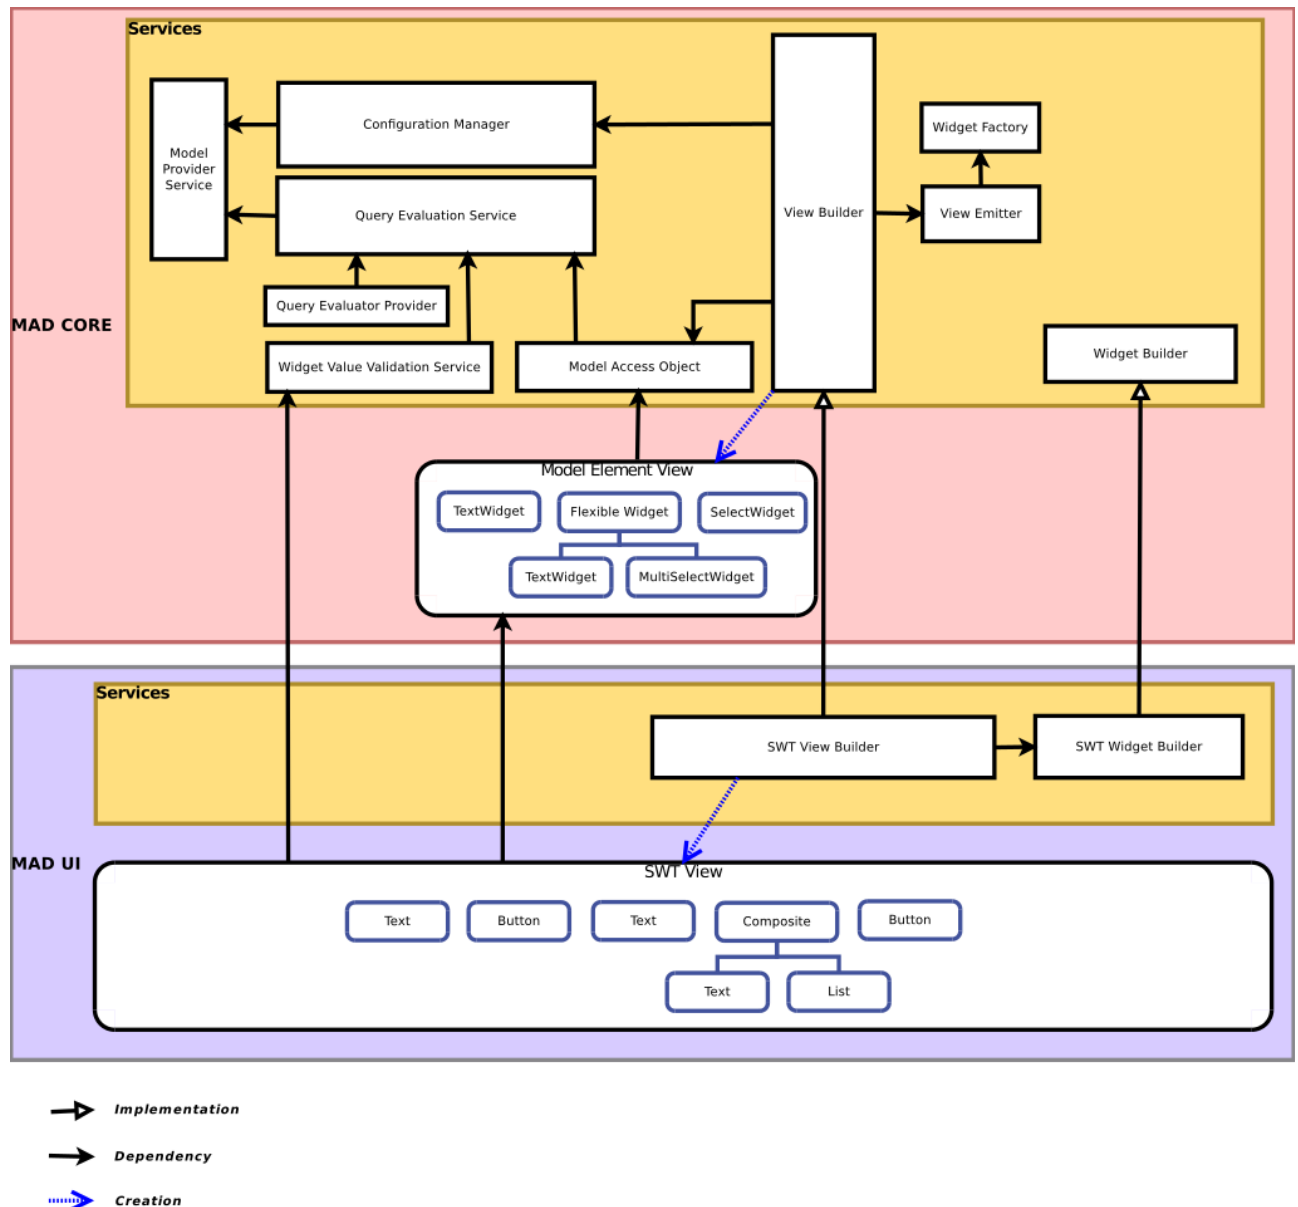 Services
Configuration Manager
Widget Factory
Model
Provider
Service
Query Evaluation Service
View Builder
View Emitter
Query Evaluator Provider
MAD CORE
Widget Value Validation Service
Model Access Object
Widget Builder
Model Element View
TextWidget
Flexible Widget
SelectWidget
TextWidget
MultiSelectWidget
Services
SWT View Builder
SWT Widget Builder
MAD UI
SWT View
Text
Button
Text
Composite
Button
Text
List
Implementation
Dependency
Creation